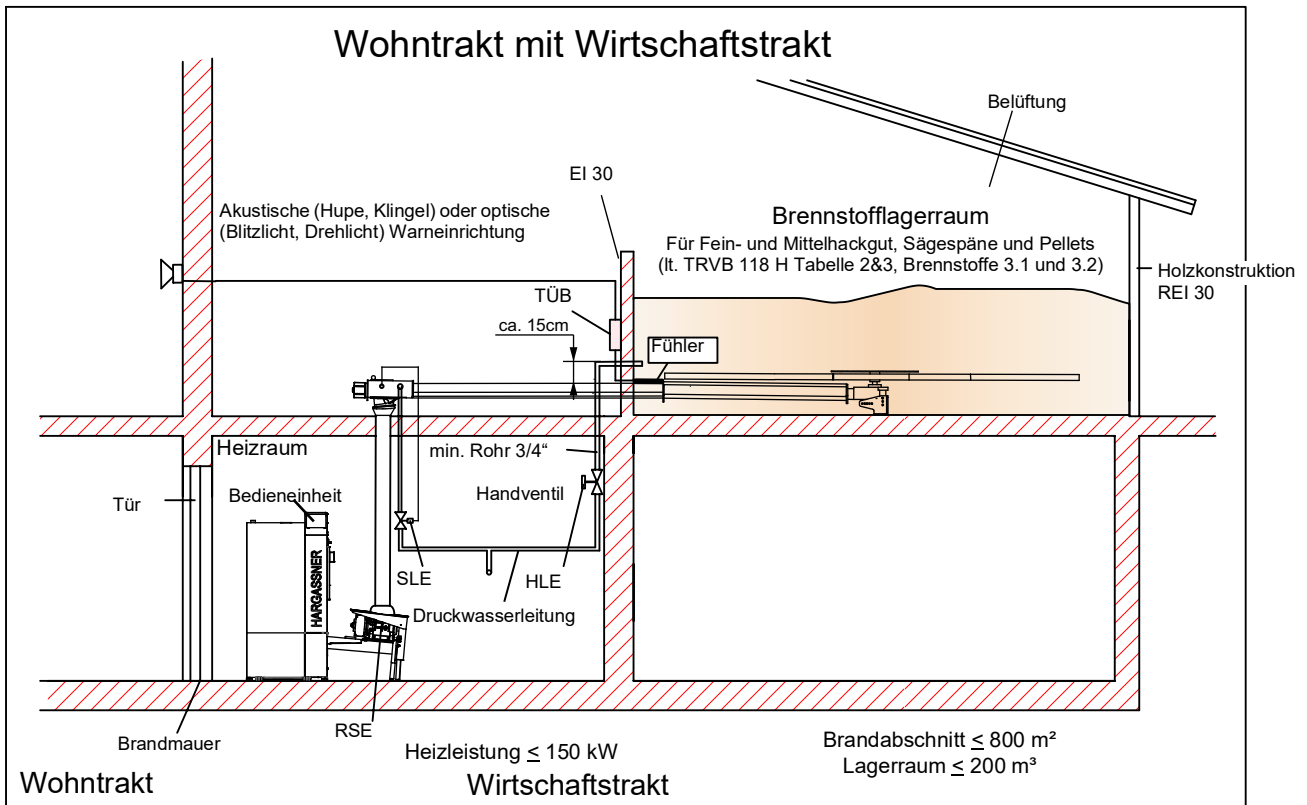 Wohntrakt mit Wirtschaftstrakt
Belüftung
EI 30
Akustische (Hupe, Klingel) oder optische
(Blitzlicht, Drehlicht) Warneinrichtung
Brennstofflagerraum
Für Fein- und Mittelhackgut, Sägespäne und Pellets
(lt. TRVB 118 H Tabelle 2&3, Brennstoffe 3.1 und 3.2)
Holzkonstruktion
REI 30
TÜB
ca. 15cm
Fühler
Heizraum
min. Rohr 3/4“
Tür
Bedieneinheit
Handventil
HARGASSNER
SLE
HLE
Druckwasserleitung
Brandmauer
RSE
Heizleistung ≤ 150 kW
Brandabschnitt ≤ 800 m²
Lagerraum ≤ 200 m³
Wohntrakt
Wirtschaftstrakt